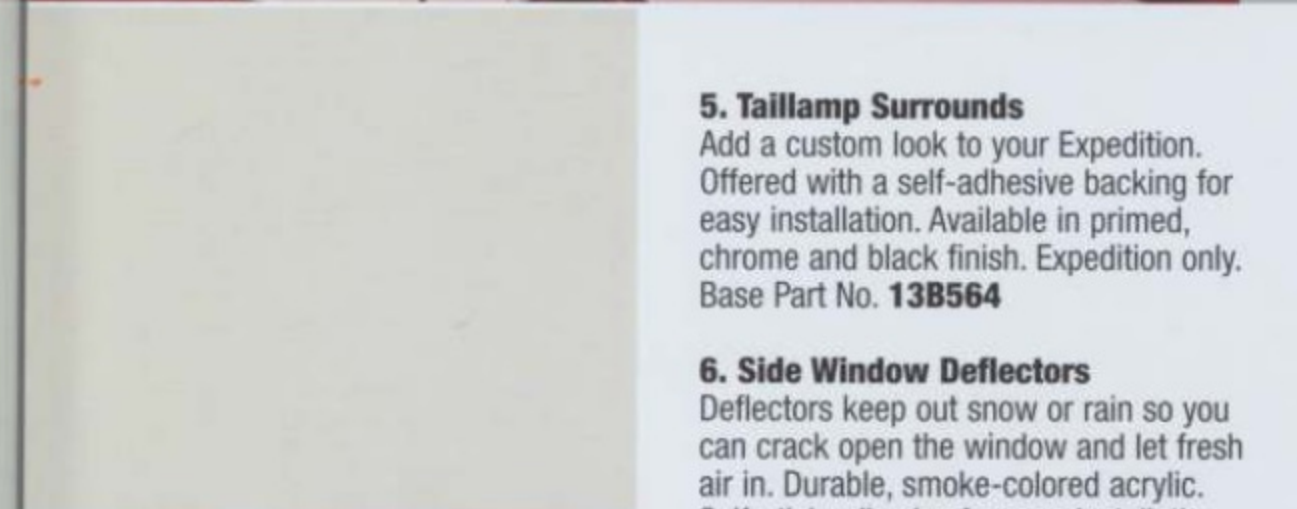 5. Taillamp Surrounds
Add a custom look to your Expedition.
Offered with a self-adhesive backing for
easy installation. Available in primed,
chrome and black finish. Expedition only.
Base Part No. 13B564
6. Side Window Deflectors
Deflectors keep out snow or rain so you
can crack open the window and let fresh
air in. Durable, smoke-colored acrylic.